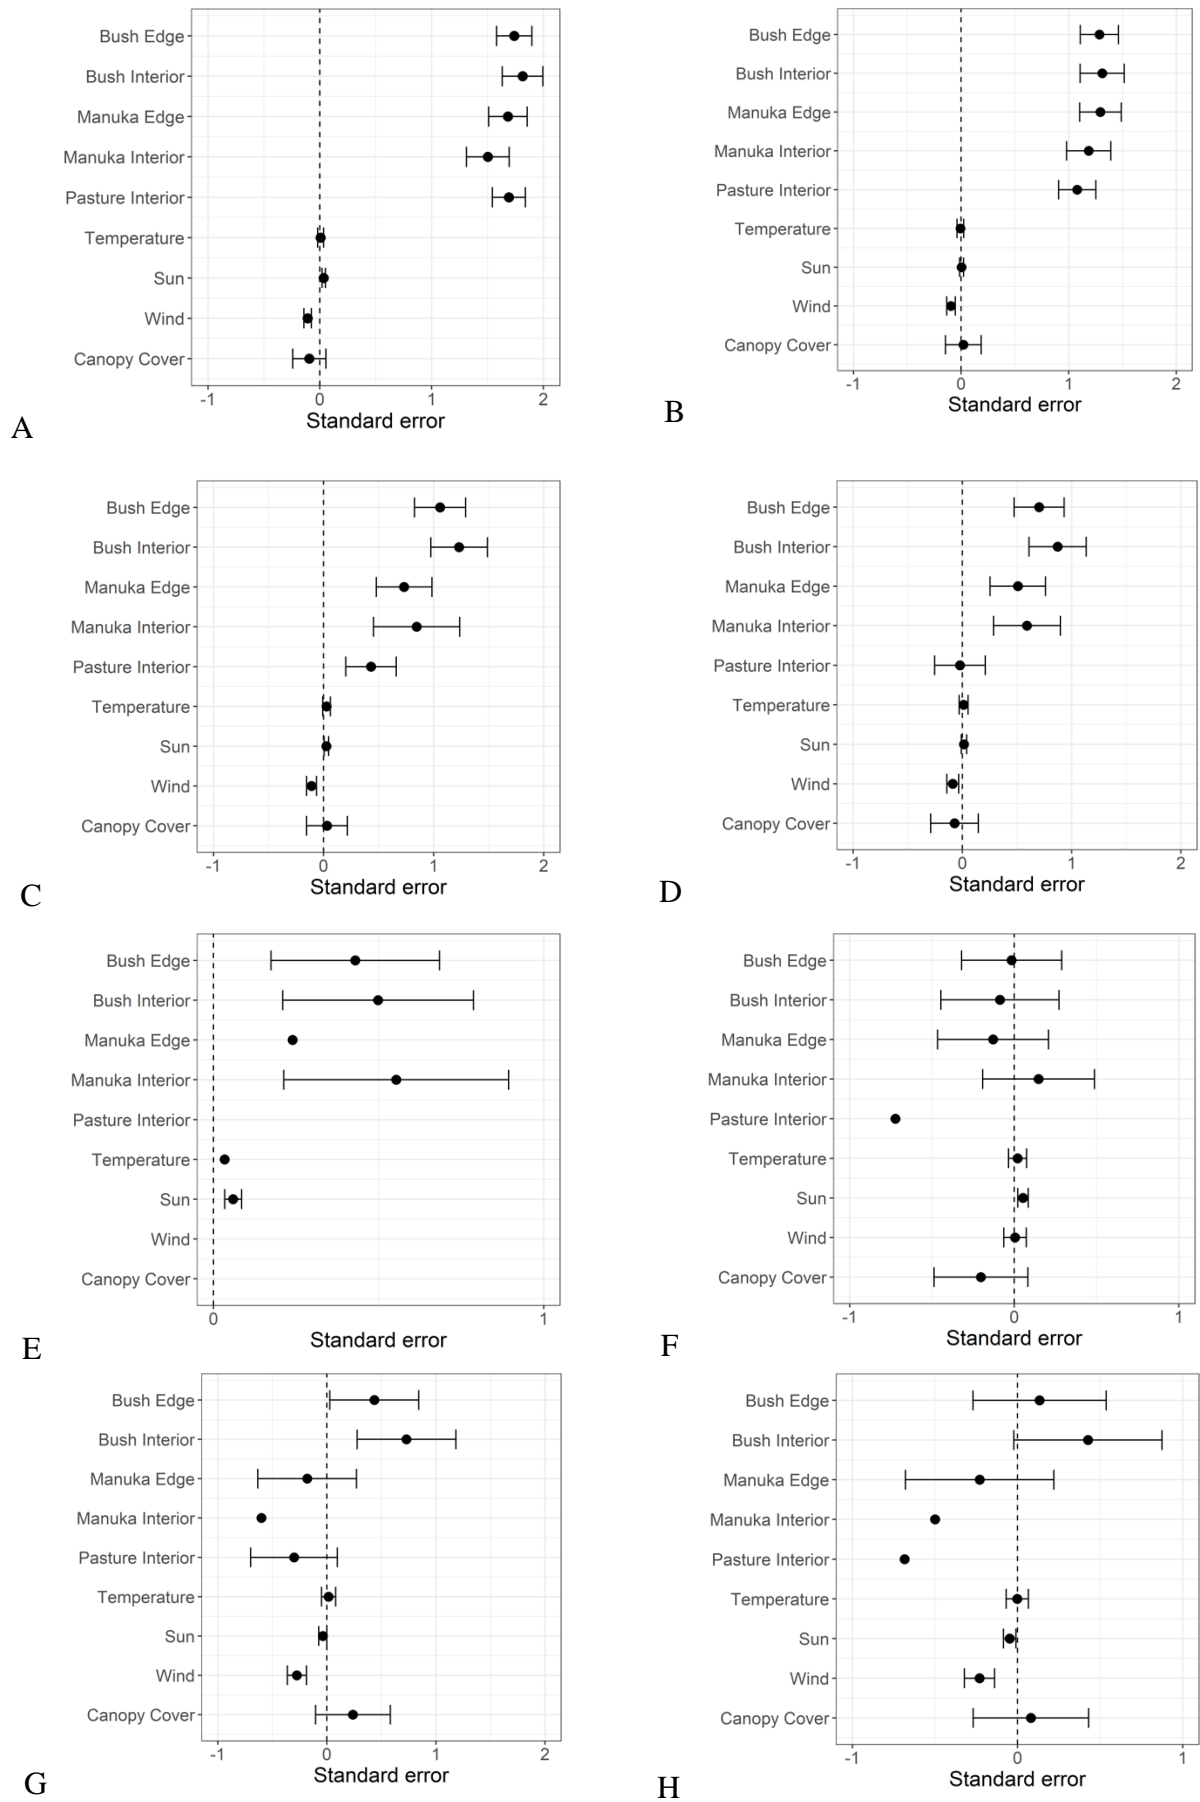 Bush Edge
Bush Interior
Manuka Edge
Manuka Interior
Pasture Interior
Temperature
Sun
Wind
Canopy Cover
-1 0 1 2
Standard error
A
Bush Edge
Bush Interior
Manuka Edge
Manuka Interior
Pasture Interior
Temperature
Sun
Wind
Canopy Cover
-1 0 1 2
Standard error
B
Bush Edge
Bush Interior
Manuka Edge
Manuka Interior
Pasture Interior
Temperature
Sun
Wind
Canopy Cover
-1 0 1 2
Standard error
C
Bush Edge
Bush Interior
Manuka Edge
Manuka Interior
Pasture Interior
Temperature
Sun
Wind
Canopy Cover
-1 0 1 2
Standard error
D
Bush Edge
Bush Interior
Manuka Edge
Manuka Interior
Pasture Interior
Temperature
Sun
Wind
Canopy Cover
0 1
Standard error
E
Bush Edge
Bush Interior
Manuka Edge
Manuka Interior
Pasture Interior
Temperature
Sun
Wind
Canopy Cover
-1 0 1
Standard error
F
Bush Edge
Bush Interior
Manuka Edge
Manuka Interior
Pasture Interior
Temperature
Sun
Wind
Canopy Cover
-1 0 1 2
Standard error
G
Bush Edge
Bush Interior
Manuka Edge
Manuka Interior
Pasture Interior
Temperature
Sun
Wind
Canopy Cover
-1 0 1
Standard error
H